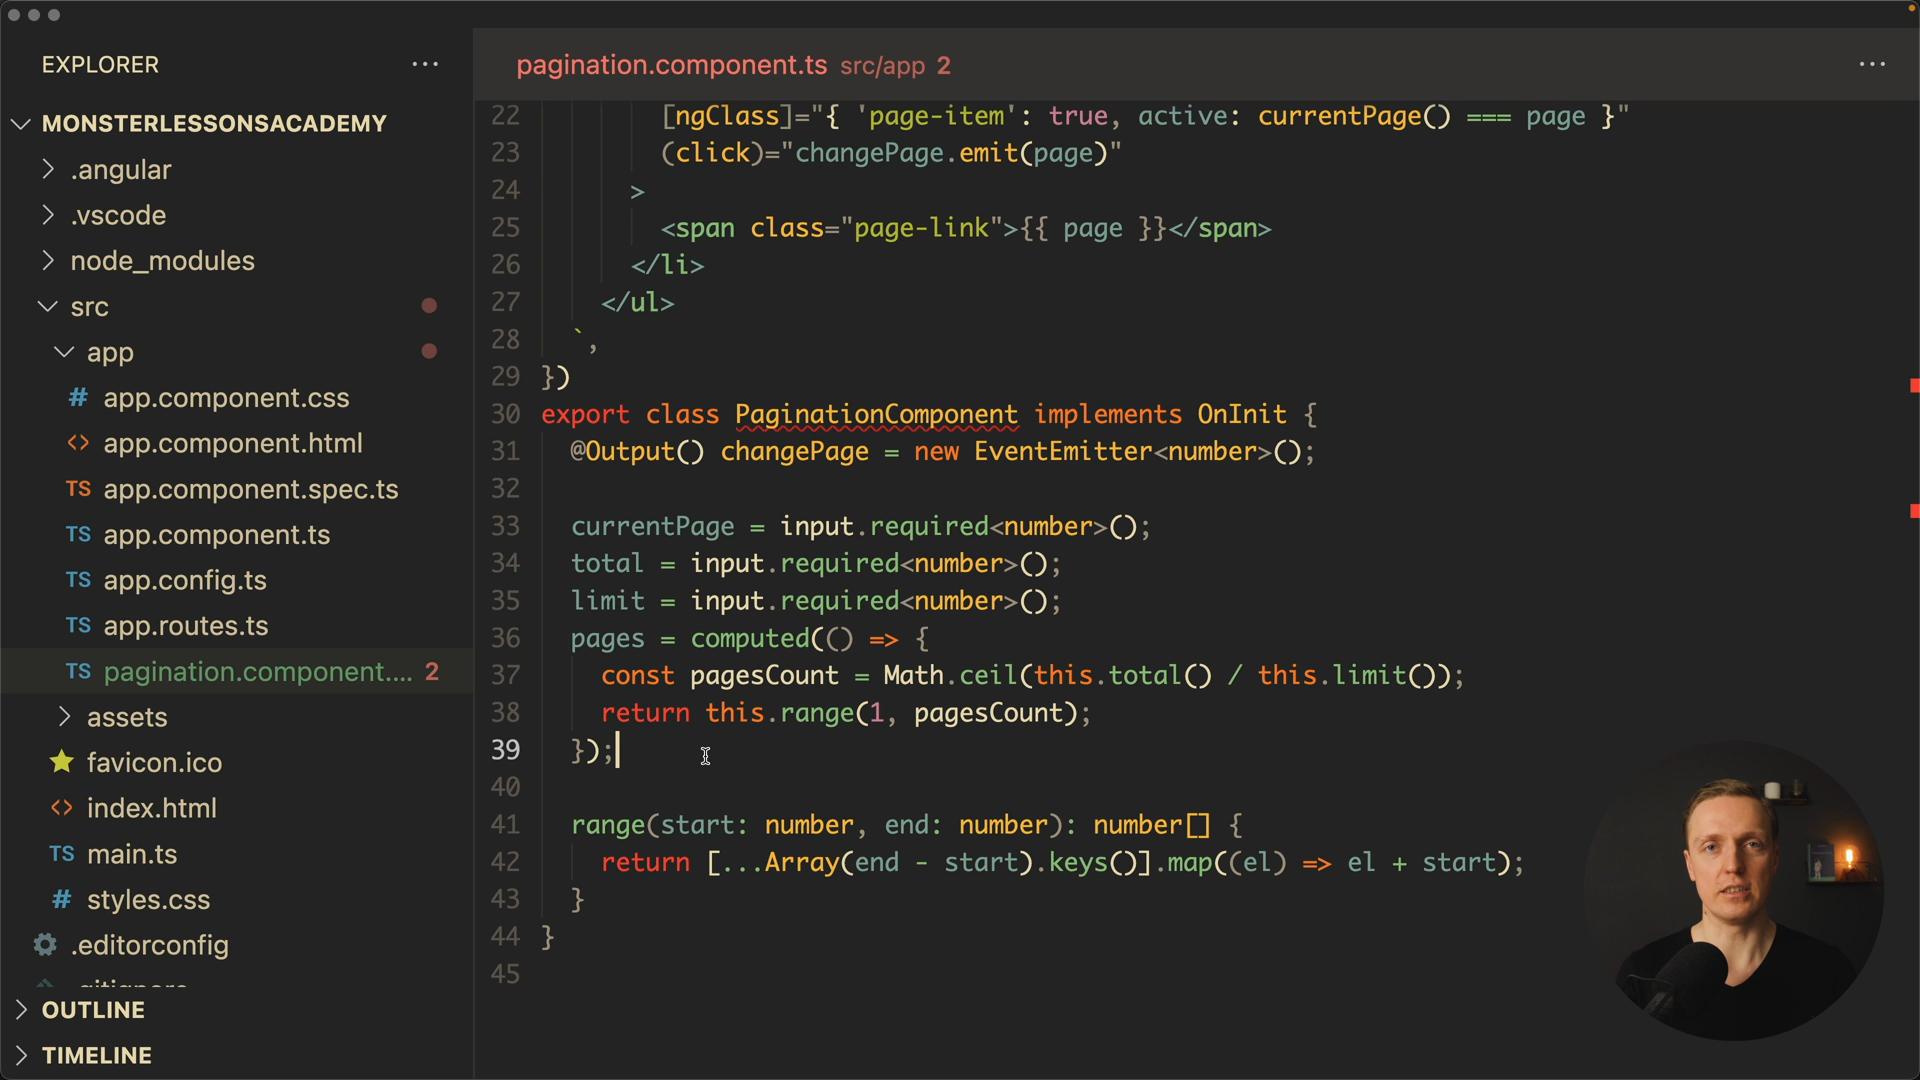 EXPLORER
MONSTERLESSONSACADEMY
.angular
.vscode
node_modules
src
app
# app.component.css
<> app.component.html
TS app.component.spec.ts
TS app.component.ts
TS app.config.ts
TS app.routes.ts
TS pagination.component.... 2
assets
favicon.ico
<> index.html
TS main.ts
# styles.css
.editorconfig
.gitignore
OUTLINE
TIMELINE
pagination.component.ts src/app 2
22 [ngClass]="{ 'page-item': true, active: currentPage() === page }"
23 (click)="changePage.emit(page)"
24 >
25 <span class="page-link">{{ page }}</span>
26 </li>
27 </ul>
28 `,
29 })
30 export class PaginationComponent implements OnInit {
31 @Output() changePage = new EventEmitter<number>();
32
33 currentPage = input.required<number>();
34 total = input.required<number>();
35 limit = input.required<number>();
36 pages = computed(() => {
37 const pagesCount = Math.ceil(this.total() / this.limit());
38 return this.range(1, pagesCount);
39 });
40
41 range(start: number, end: number): number[] {
42 return [...Array(end - start).keys()].map((el) => el + start);
43 }
44 }
45